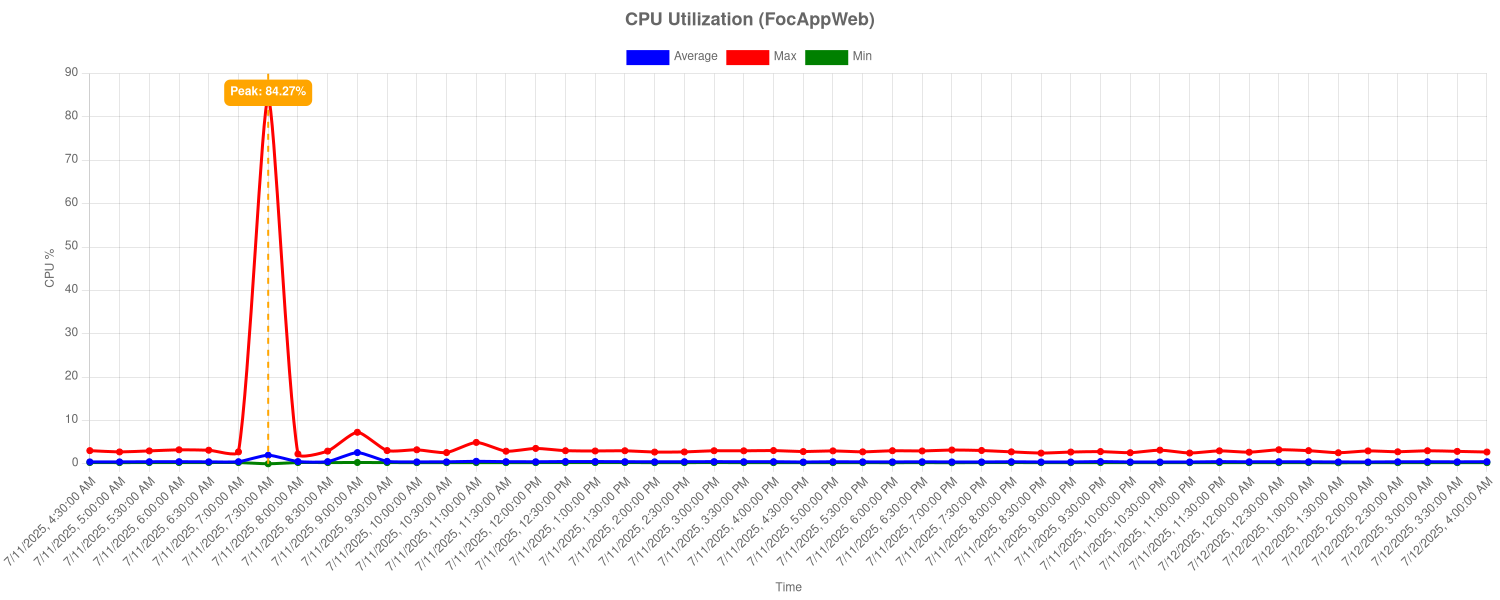 CPU Utilization (FocAppWeb)
Average Max Min
Peak: 84.27%
90
80
70
60
50
40
30
20
10
0
CPU %
7/11/2025, 4:30:00 AM
7/11/2025, 5:00:00 AM
7/11/2025, 5:30:00 AM
7/11/2025, 6:00:00 AM
7/11/2025, 6:30:00 AM
7/11/2025, 7:00:00 AM
7/11/2025, 7:30:00 AM
7/11/2025, 8:00:00 AM
7/11/2025, 8:30:00 AM
7/11/2025, 9:00:00 AM
7/11/2025, 9:30:00 AM
7/11/2025, 10:00:00 AM
7/11/2025, 10:30:00 AM
7/11/2025, 11:00:00 AM
7/11/2025, 11:30:00 AM
7/11/2025, 12:00:00 PM
7/11/2025, 12:30:00 PM
7/11/2025, 1:00:00 PM
7/11/2025, 1:30:00 PM
7/11/2025, 2:00:00 PM
7/11/2025, 2:30:00 PM
7/11/2025, 3:00:00 PM
7/11/2025, 3:30:00 PM
7/11/2025, 4:00:00 PM
7/11/2025, 4:30:00 PM
7/11/2025, 5:00:00 PM
7/11/2025, 5:30:00 PM
7/11/2025, 6:00:00 PM
7/11/2025, 6:30:00 PM
7/11/2025, 7:00:00 PM
7/11/2025, 7:30:00 PM
7/11/2025, 8:00:00 PM
7/11/2025, 8:30:00 PM
7/11/2025, 9:00:00 PM
7/11/2025, 9:30:00 PM
7/11/2025, 10:00:00 PM
7/11/2025, 10:30:00 PM
7/11/2025, 11:00:00 PM
7/11/2025, 11:30:00 PM
7/12/2025, 12:00:00 AM
7/12/2025, 12:30:00 AM
7/12/2025, 1:00:00 AM
7/12/2025, 1:30:00 AM
7/12/2025, 2:00:00 AM
7/12/2025, 2:30:00 AM
7/12/2025, 3:00:00 AM
7/12/2025, 3:30:00 AM
7/12/2025, 4:00:00 AM
Time